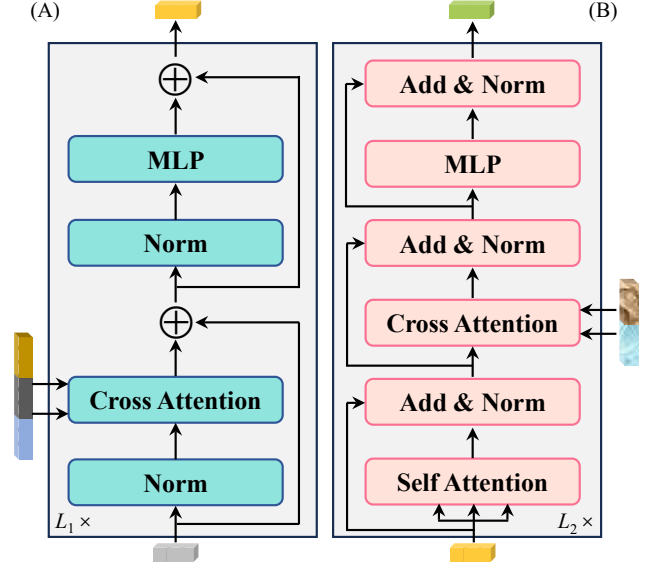 (A)
MLP
Norm
Cross Attention
Norm
L₁ ×
(B)
Add & Norm
MLP
Add & Norm
Cross Attention
Add & Norm
Self Attention
L₂ ×